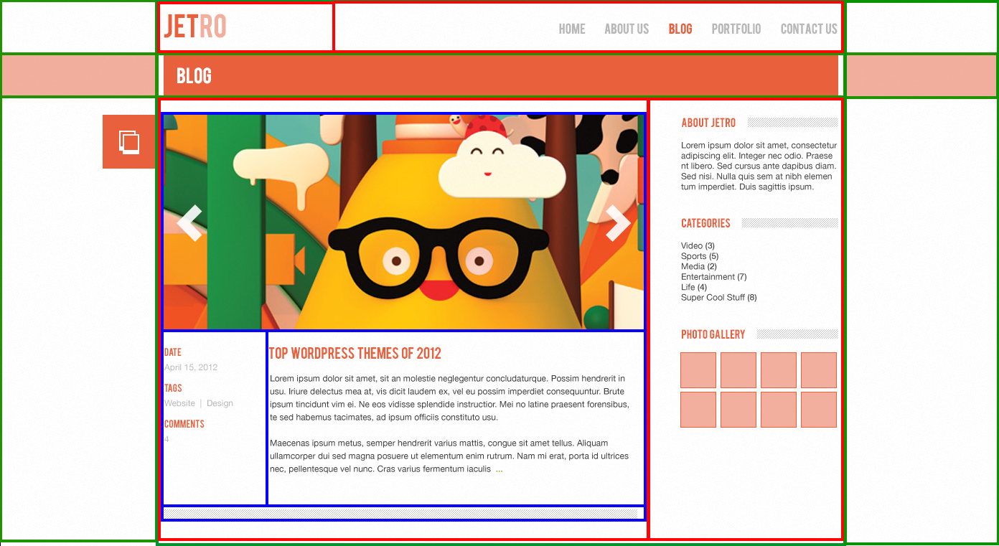 JETRO
HOME ABOUT US BLOG PORTFOLIO CONTACT US
BLOG
DATE
April 15, 2012
TAGS
Website | Design
COMMENTS
4
TOP WORDPRESS THEMES OF 2012
Lorem ipsum dolor sit amet, sit an molestie neglegentur concludaturque. Possim hendrerit in
usu. Iriure delectus mea at, vis dicit laudem ex, vel eu possim imperdiet consequuntur. Brute
ipsum tincidunt vim ei. Ne eos vidisse splendide instructior. Mei no latine praesent forensibus,
te sed habemus tacimates, ad ipsum officiis constituto usu.
Maecenas ipsum metus, semper hendrerit varius mattis, congue sit amet tellus. Aliquam
ullamcorper dui sed magna posuere ut elementum enim rutrum. Nam mi erat, porta id ultrices
nec, pellentesque vel nunc. Cras varius fermentum iaculis ...
ABOUT JETRO
Lorem ipsum dolor sit amet, consectetur
adipiscing elit. Integer nec odio. Praese
nt libero. Sed cursus ante dapibus diam.
Sed nisi. Nulla quis sem at nibh elemen
tum imperdiet. Duis sagittis ipsum.
CATEGORIES
Video (3)
Sports (5)
Media (2)
Entertainment (7)
Life (4)
Super Cool Stuff (8)
PHOTO GALLERY